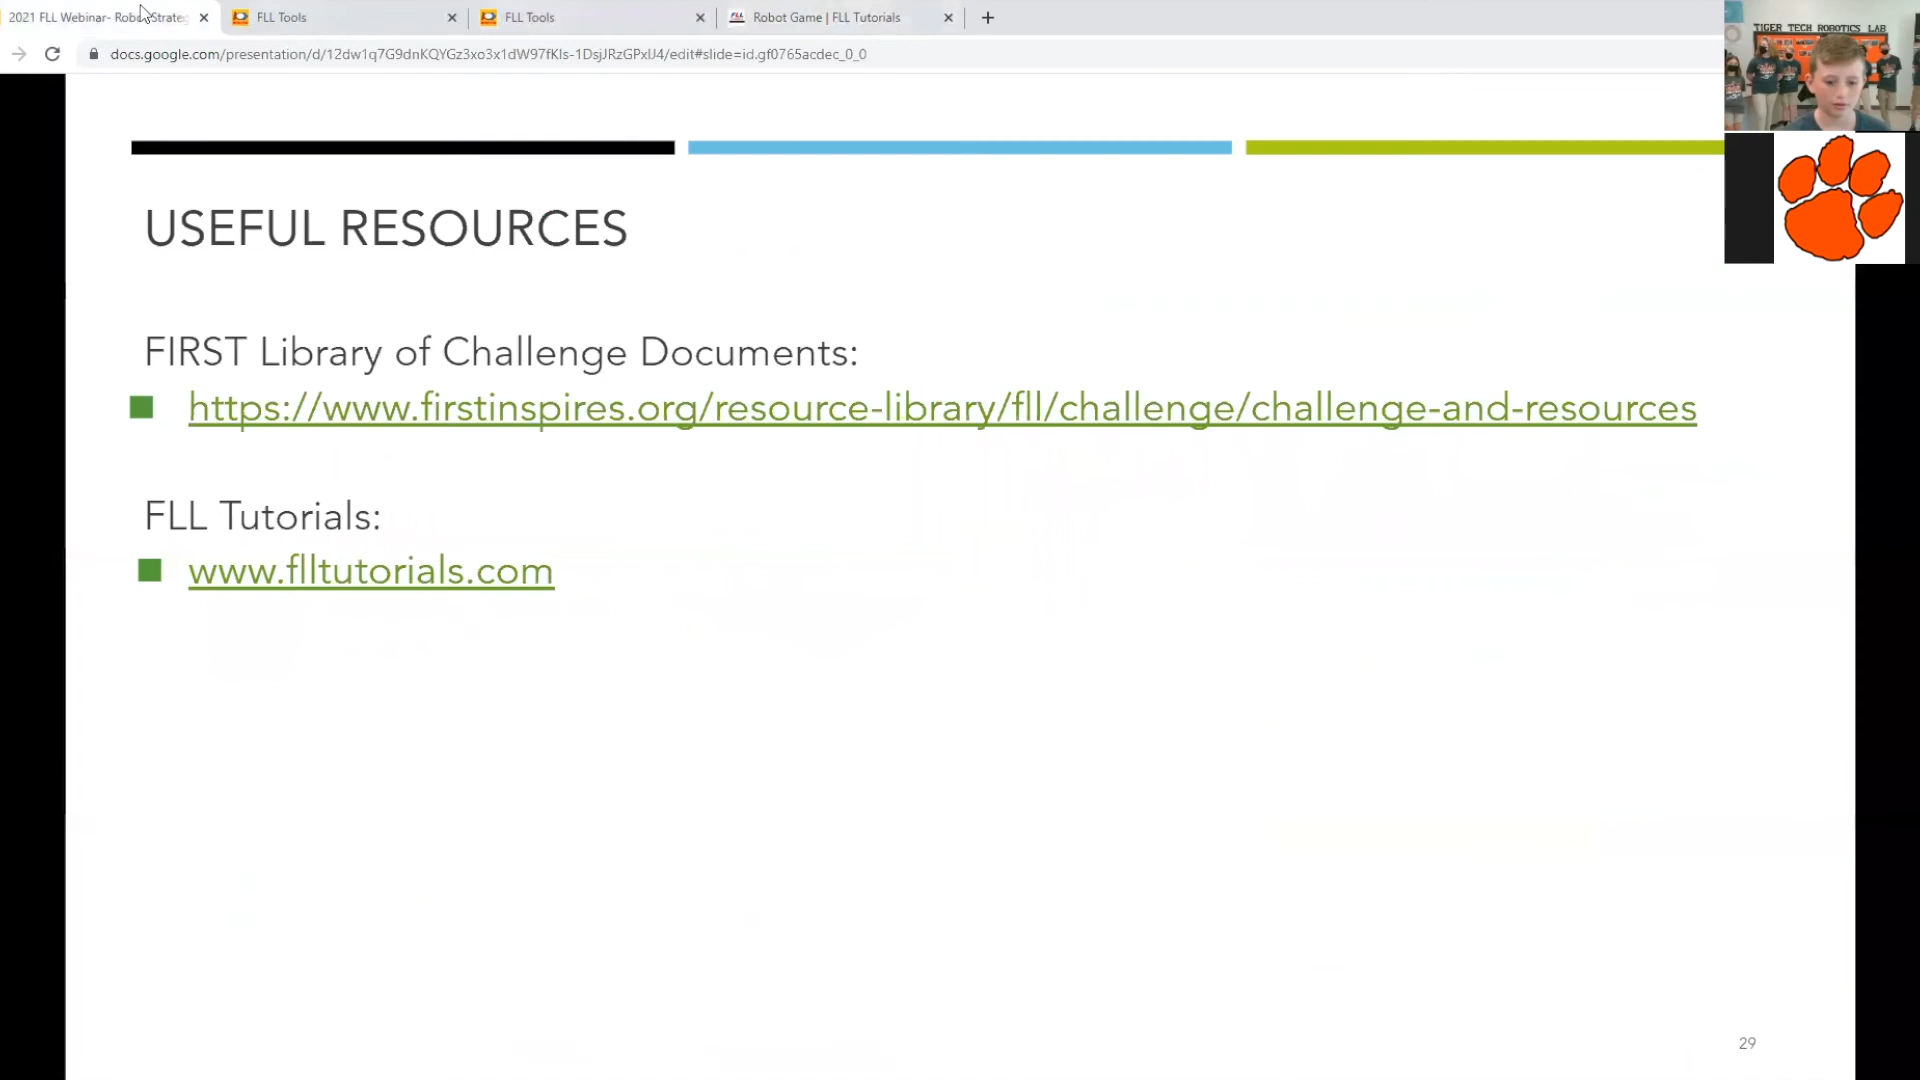 2021 FLL Webinar- Robot Strateg
FLL Tools
FLL Tools
Robot Game | FLL Tutorials
docs.google.com/presentation/d/12dw1q7G9dnKQYGz3xo3x1dW97fKls-1DsjJRzGPxlJ4/edit#slide=id.gf0765acdec_0_0
TIGER TECH ROBOTICS LAB
USEFUL RESOURCES
FIRST Library of Challenge Documents:
https://www.firstinspires.org/resource-library/fll/challenge/challenge-and-resources
FLL Tutorials:
www.flltutorials.com
29